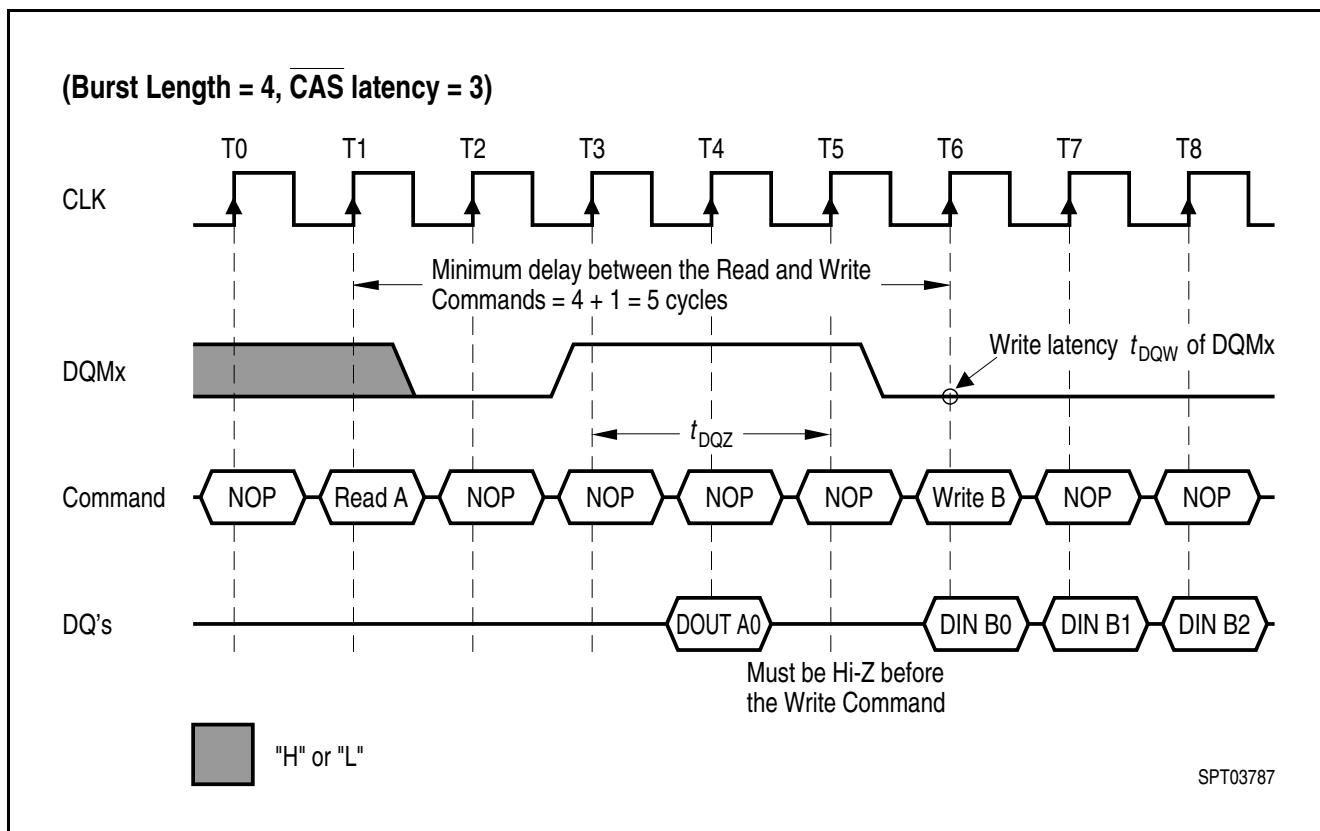 (Burst Length = 4, CAS latency = 3)
T0 T1 T2 T3 T4 T5 T6 T7 T8
CLK
Minimum delay between the Read and Write
Commands = 4 + 1 = 5 cycles
Write latency tDQW of DQMx
DQMx
tDQZ
Command NOP Read A NOP NOP NOP NOP Write B NOP NOP
DQ's DOUT A0 DIN B0 DIN B1 DIN B2
Must be Hi-Z before
the Write Command
"H" or "L"
SPT03787